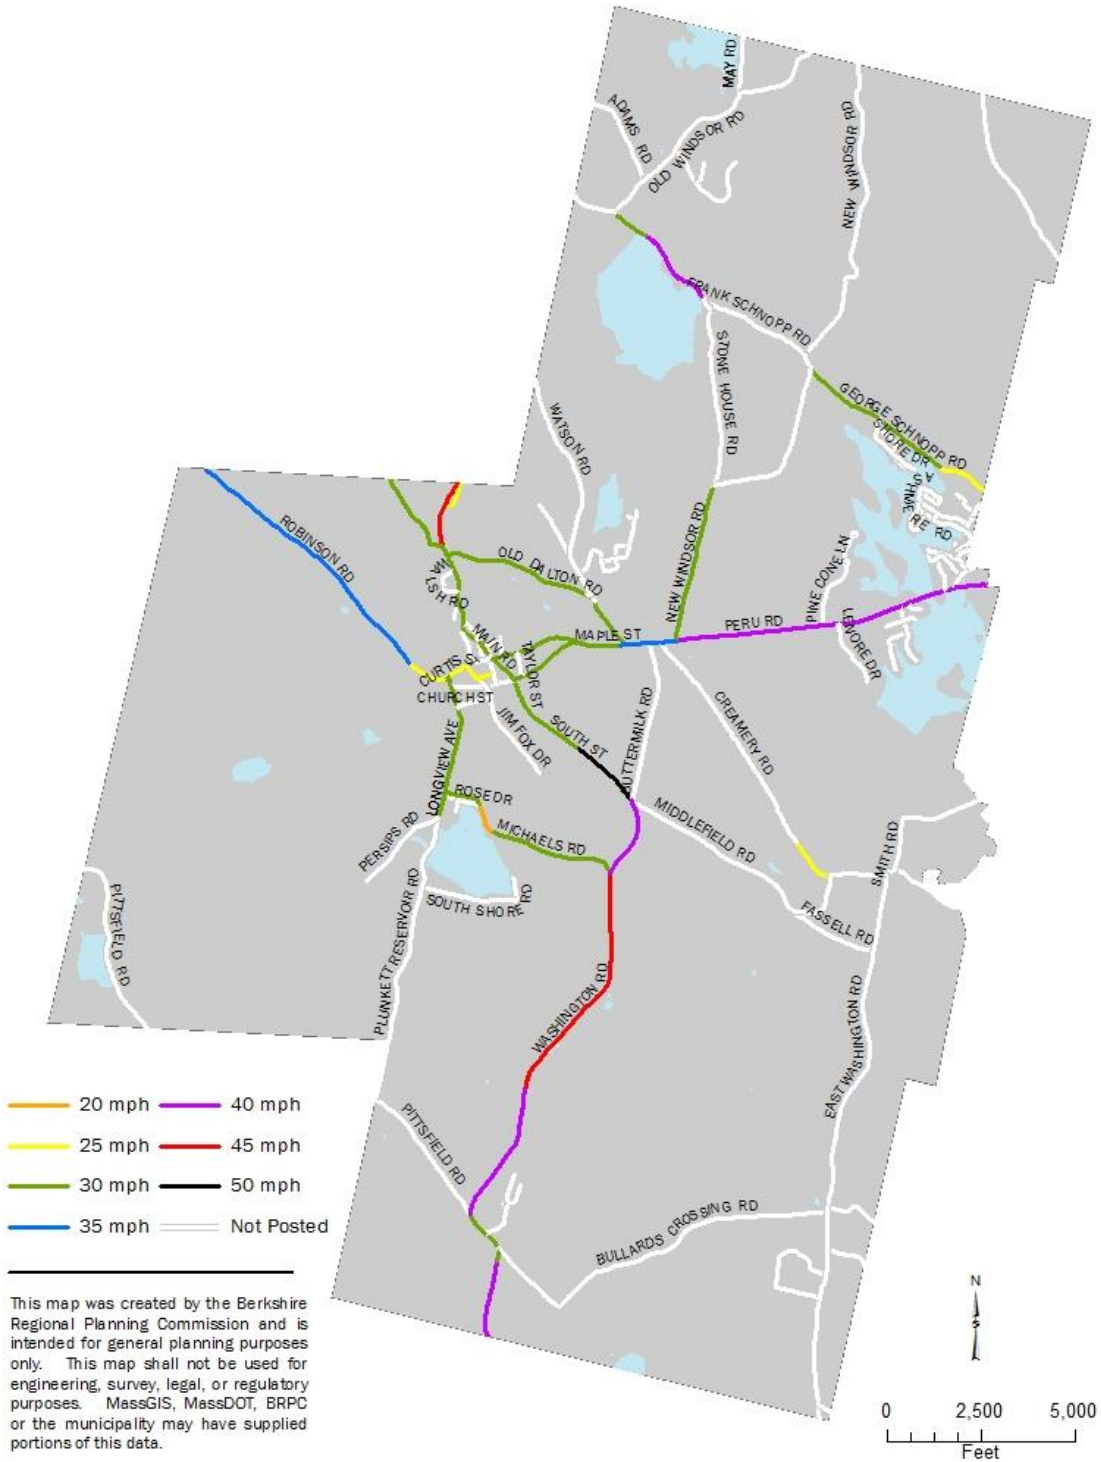 MAY RD
ADAMS RD
OLD WINDSOR RD
NEW WINDSOR RD
FRANK SCHNOPP RD
STONE HOUSE RD
GEORGE SCHNOPP RD
SHORE DR
ASHMERE RD
WATSON RD
ROBINSON RD
OLD DALTON RD
NEW WINDSOR RD
PINE CONE LN
WALSH RD
MAIN RD
MAPLE ST
PERU RD
LENORE DR
TAYLOR ST
CURTIS ST
CHURCH ST
JIM FOX DR
SOUTH ST
BUTTERMILK RD
CREAMERY RD
LONGVIEW AVE
ROSE DR
MICHAELS RD
MIDDLEFIELD RD
PERSIPS RD
SMITH RD
PITTSFIELD RD
PLUNKETT RESERVOIR RD
SOUTH SHORE RD
FASSELL RD
WASHINGTON RD
EAST WASHINGTON RD
PITTSFIELD RD
BULLARDS CROSSING RD
20 mph 40 mph
25 mph 45 mph
30 mph 50 mph
35 mph Not Posted
This map was created by the Berkshire
Regional Planning Commission and is
intended for general planning purposes
only. This map shall not be used for
engineering, survey, legal, or regulatory
purposes. MassGIS, MassDOT, BRPC
or the municipality may have supplied
portions of this data.
N
S
0 2,500 5,000
Feet